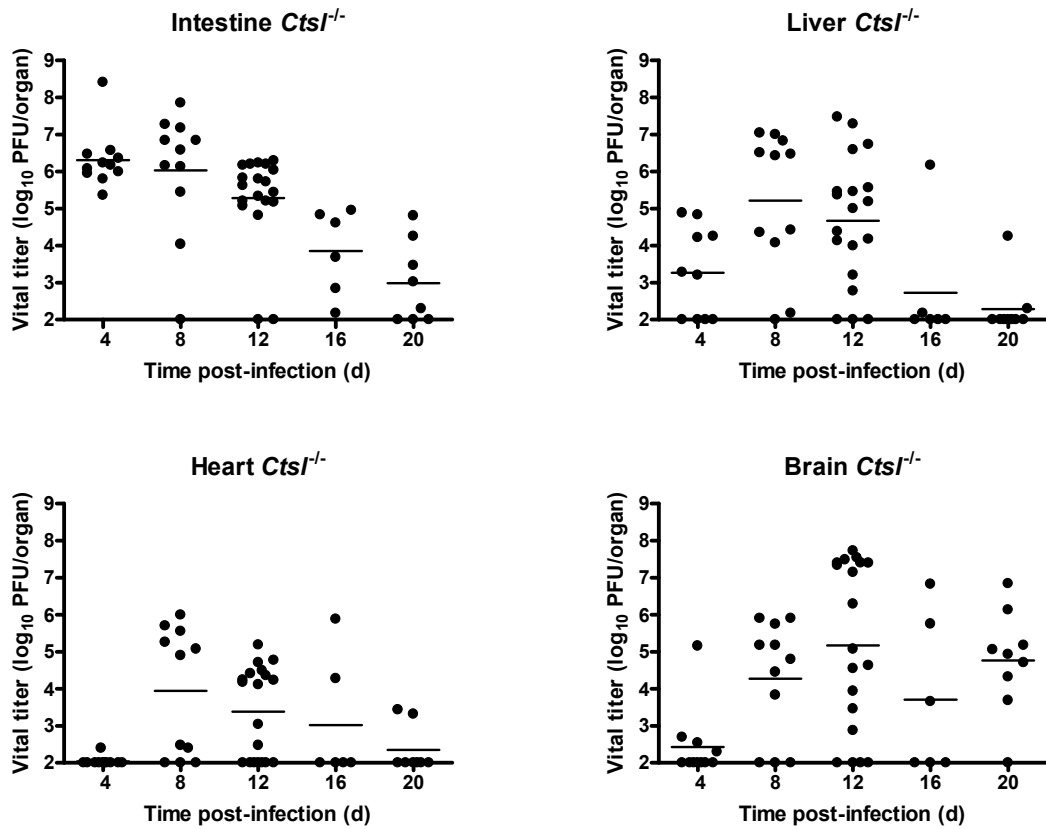 Intestine Ctsl-/-
Vital titer (log10 PFU/organ)
9
8
7
6
5
4
3
2
4 8 12 16 20
Time post-infection (d)
Liver Ctsl-/-
Vital titer (log10 PFU/organ)
9
8
7
6
5
4
3
2
4 8 12 16 20
Time post-infection (d)
Heart Ctsl-/-
Vital titer (log10 PFU/organ)
9
8
7
6
5
4
3
2
4 8 12 16 20
Time post-infection (d)
Brain Ctsl-/-
Vital titer (log10 PFU/organ)
9
8
7
6
5
4
3
2
4 8 12 16 20
Time post-infection (d)